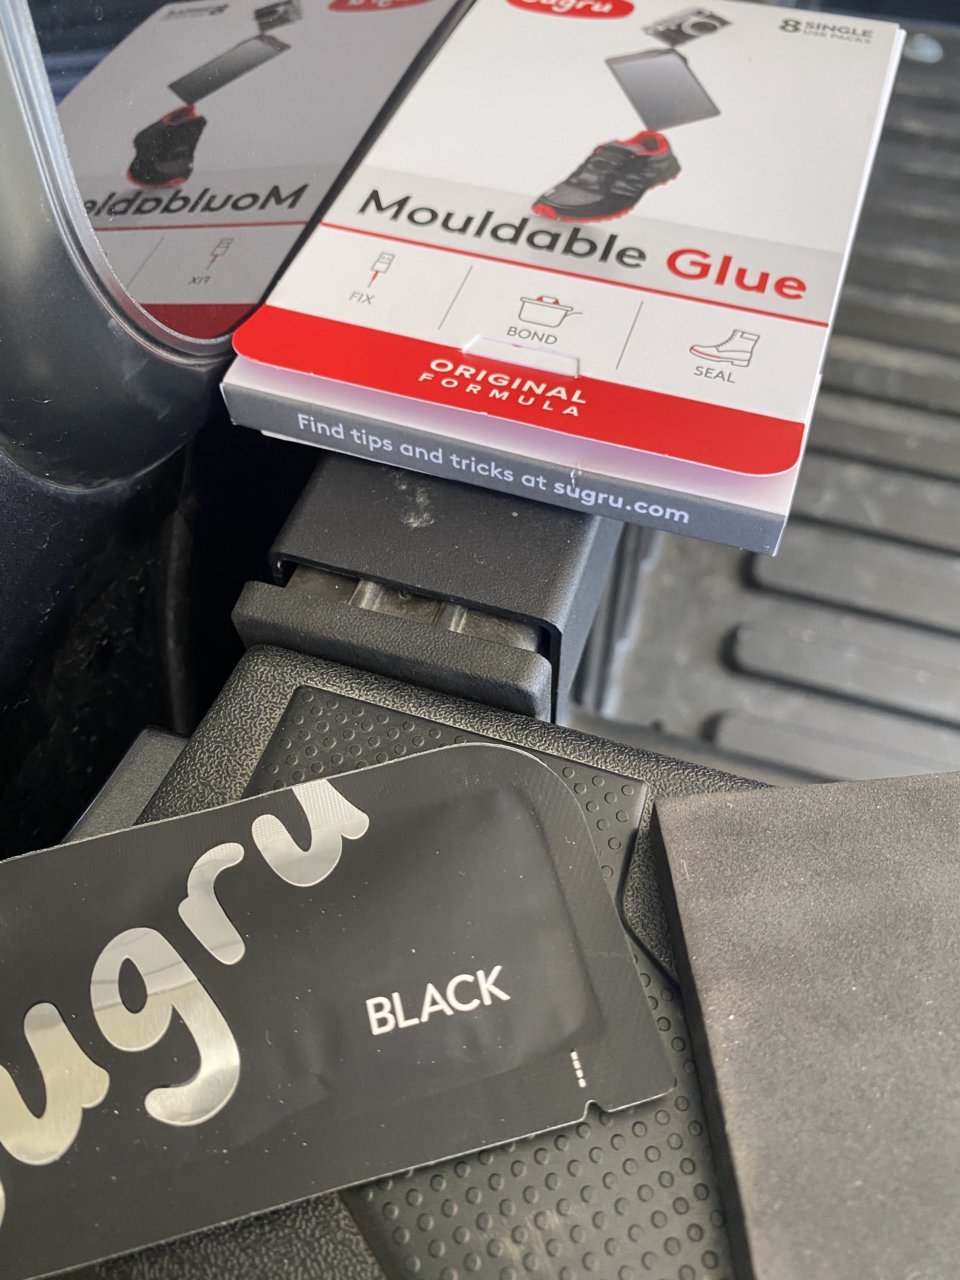 sugru
8 SINGLE
USE PACKS
Mouldable Glue
FIX
BOND
SEAL
ORIGINAL
FORMULA
Find tips and tricks at sugru.com
Mouldable
FIX
sugru
BLACK